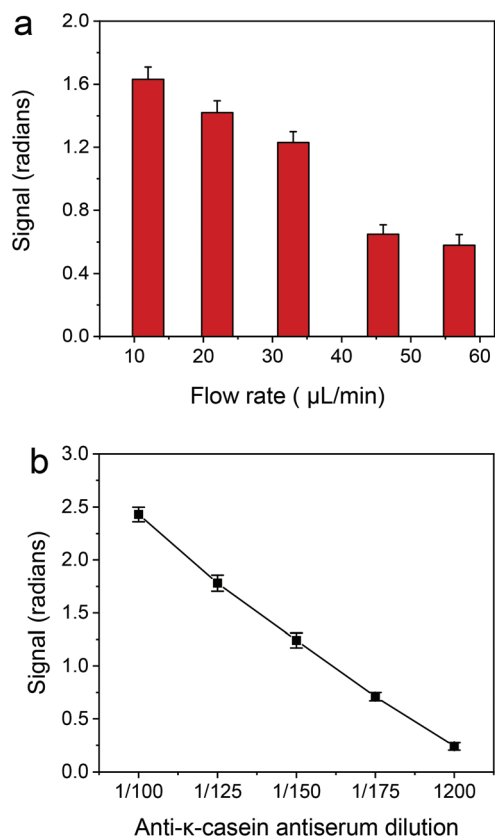 a
2.0
1.6
1.2
0.8
0.4
0.0
Signal (radians)
10 20 30 40 50 60
Flow rate ( μL/min)
b
3.0
2.5
2.0
1.5
1.0
0.5
0.0
Signal (radians)
1/100 1/125 1/150 1/175 1200
Anti-κ-casein antiserum dilution